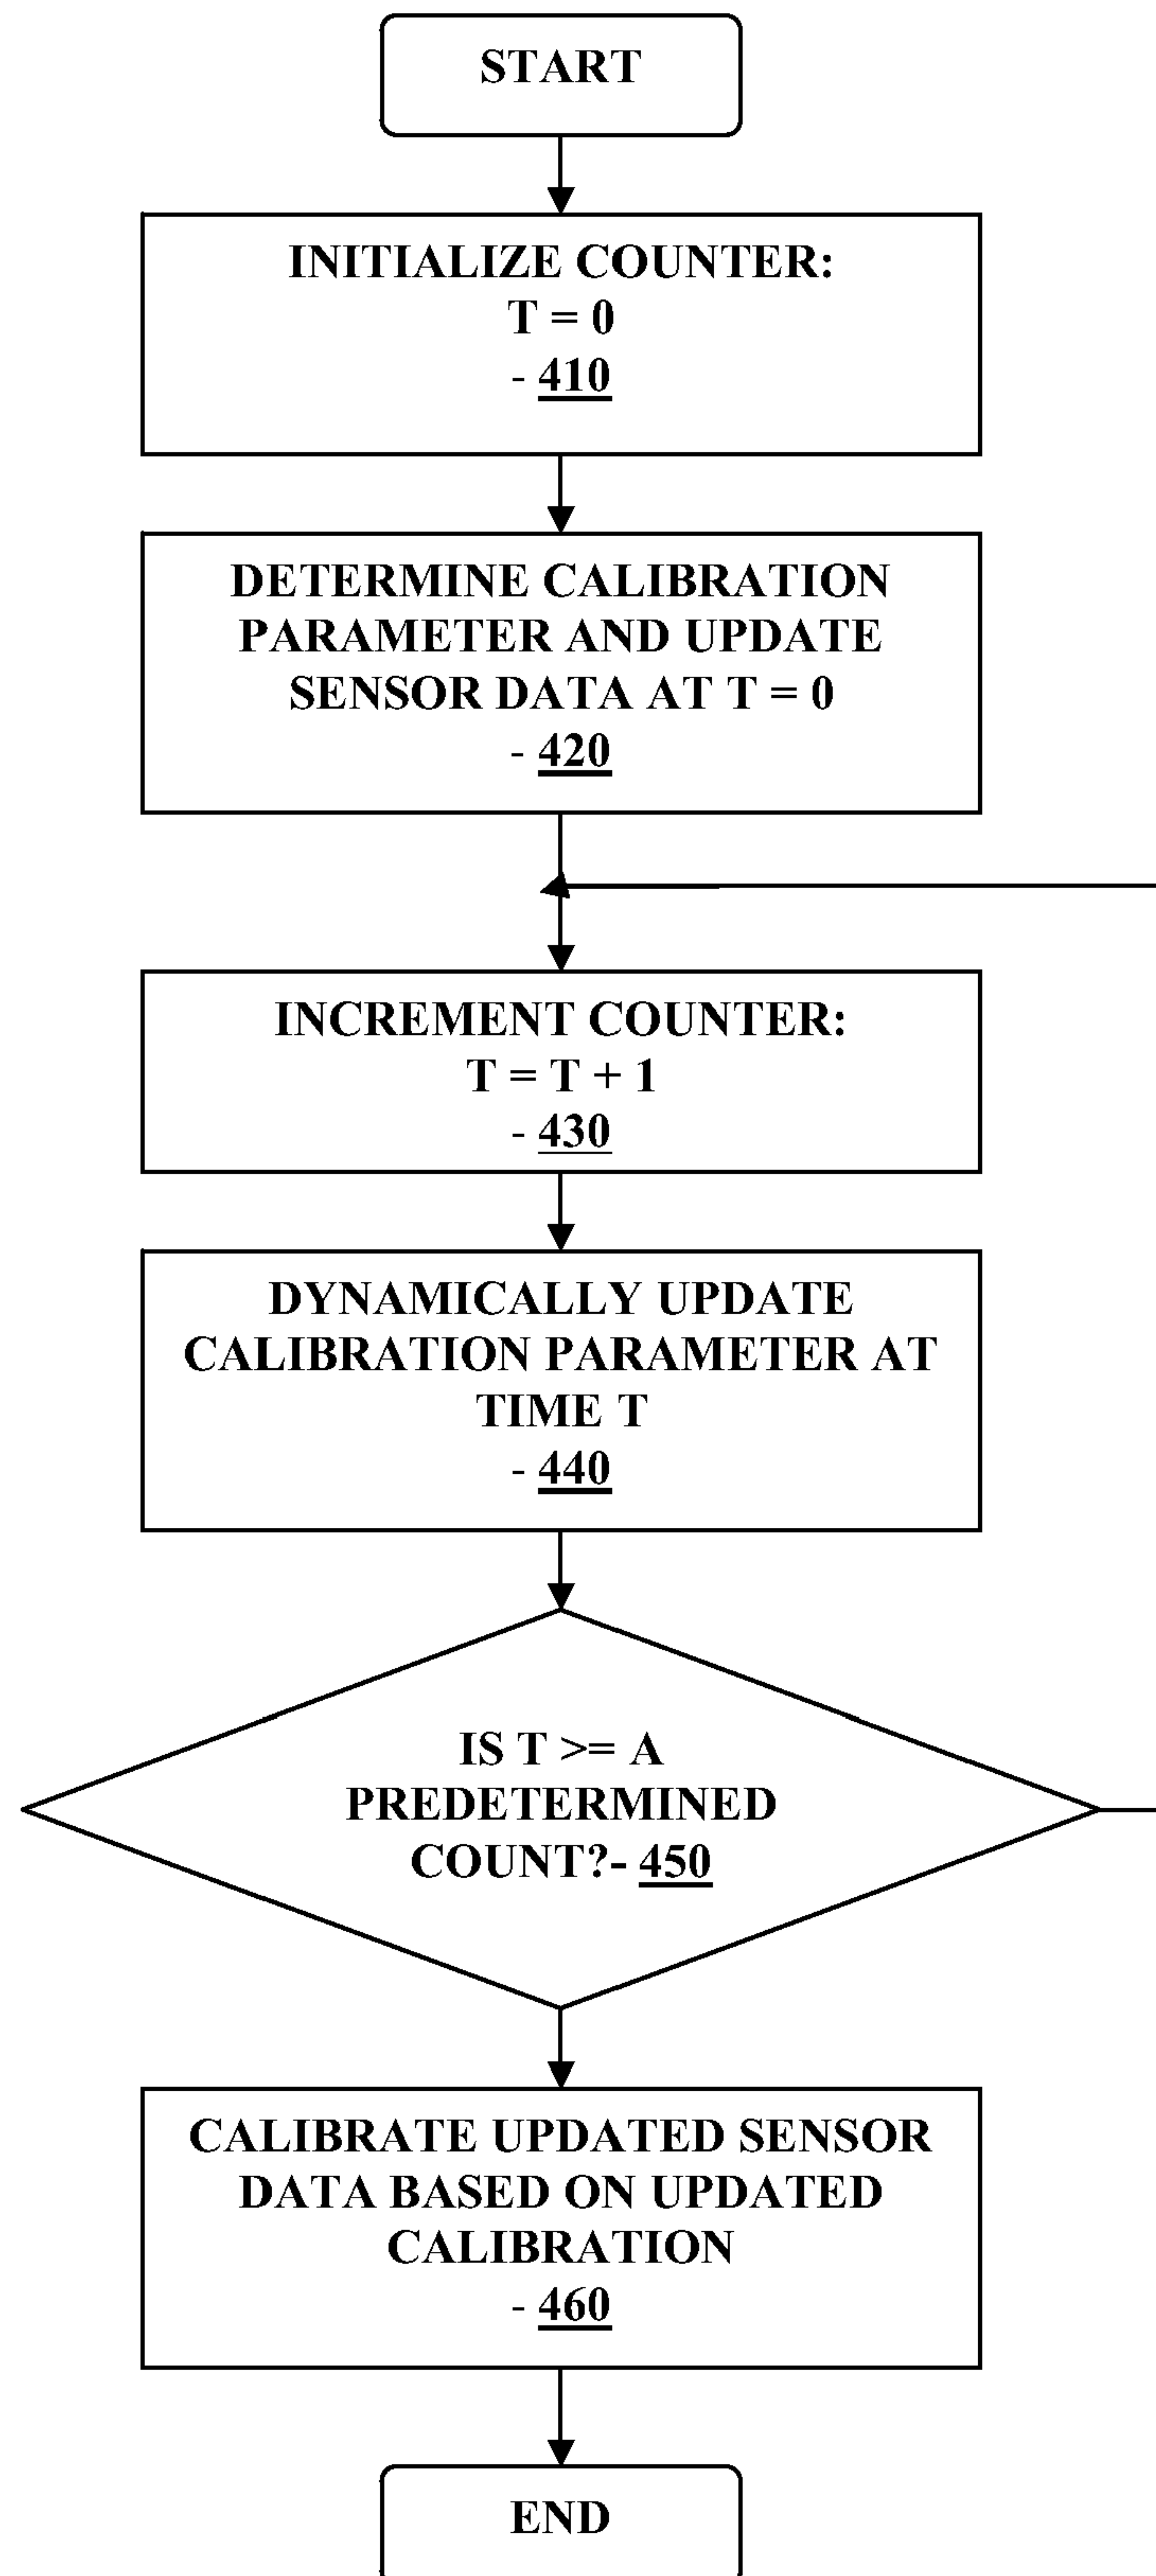 START
INITIALIZE COUNTER:
T = 0
- 410
DETERMINE CALIBRATION
PARAMETER AND UPDATE
SENSOR DATA AT T = 0
- 420
INCREMENT COUNTER:
T = T + 1
- 430
DYNAMICALLY UPDATE
CALIBRATION PARAMETER AT
TIME T
- 440
IS T >= A
PREDETERMINED
COUNT?- 450
CALIBRATE UPDATED SENSOR
DATA BASED ON UPDATED
CALIBRATION
- 460
END